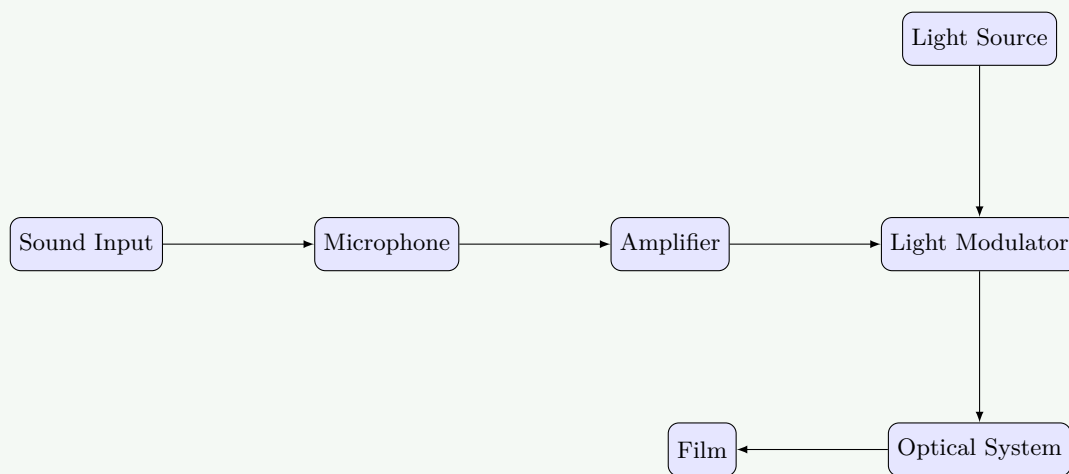 Light Source
Sound Input
Microphone
Amplifier
Light Modulator
Film
Optical System